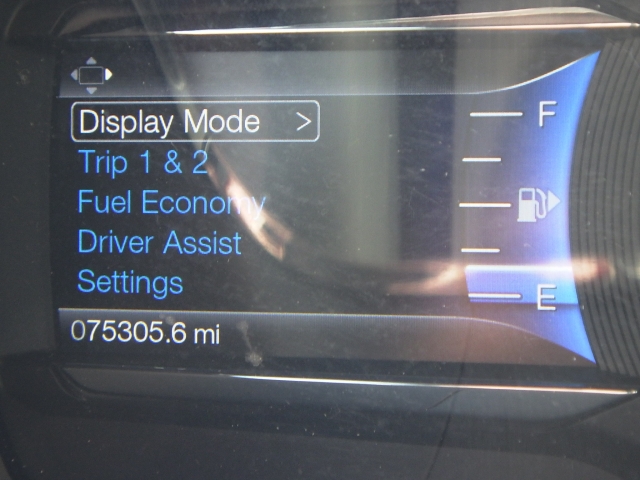 Display Mode >
Trip 1 & 2
Fuel Economy
Driver Assist
Settings
075305.6 mi
F
E